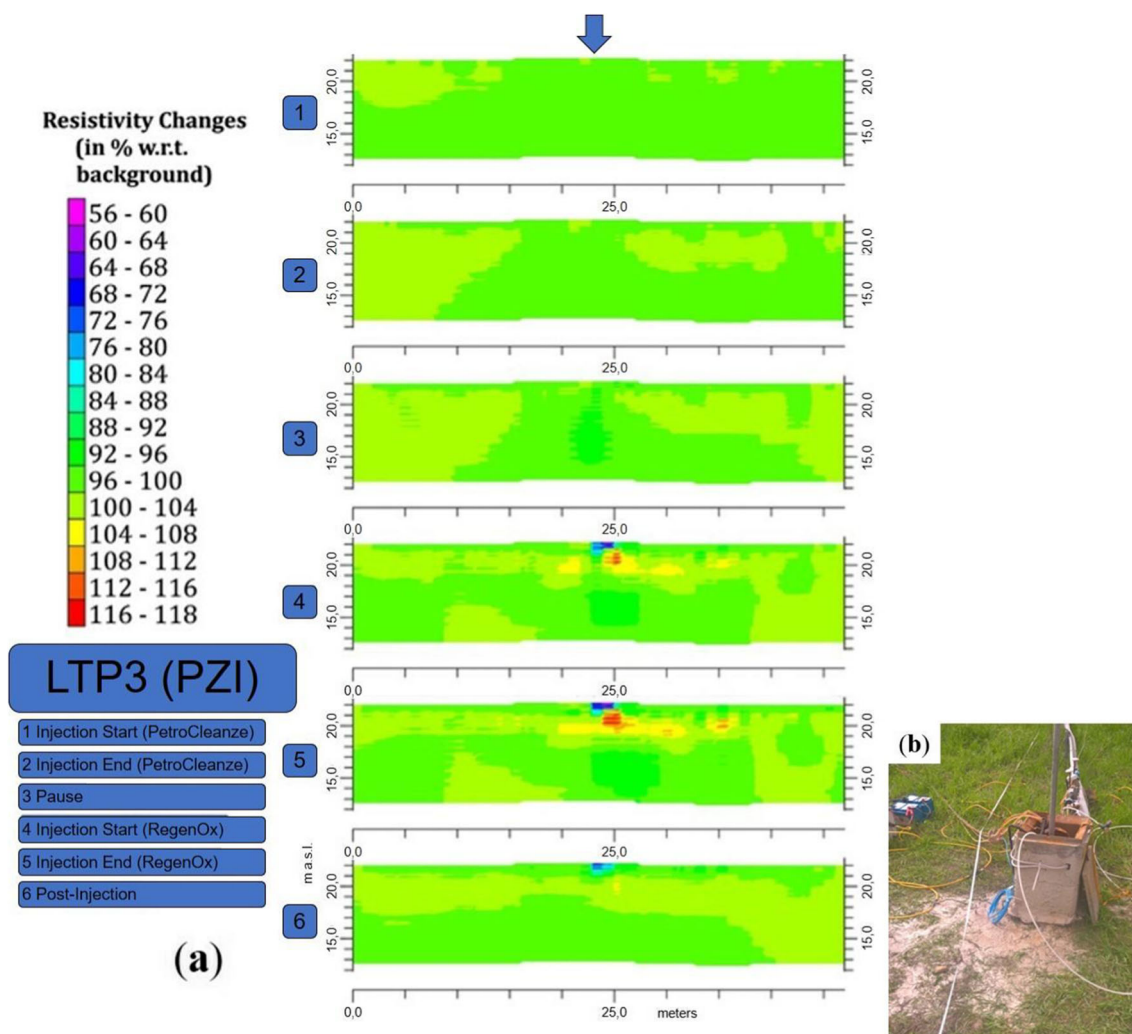 Resistivity Changes
(in % w.r.t.
background)
56 - 60
60 - 64
64 - 68
68 - 72
72 - 76
76 - 80
80 - 84
84 - 88
88 - 92
92 - 96
96 - 100
100 - 104
104 - 108
108 - 112
112 - 116
116 - 118
LTP3 (PZI)
1 Injection Start (PetroCleanze)
2 Injection End (PetroCleanze)
3 Pause
4 Injection Start (RegenOx)
5 Injection End (RegenOx)
6 Post-Injection
(a)
1
20,0
15,0
20,0
15,0
0,0
25,0
2
20,0
15,0
20,0
15,0
0,0
25,0
3
20,0
15,0
20,0
15,0
0,0
25,0
4
20,0
15,0
20,0
15,0
0,0
25,0
5
20,0
15,0
20,0
15,0
0,0
25,0
m a.s.l.
6
20,0
15,0
20,0
15,0
0,0
25,0
meters
(b)